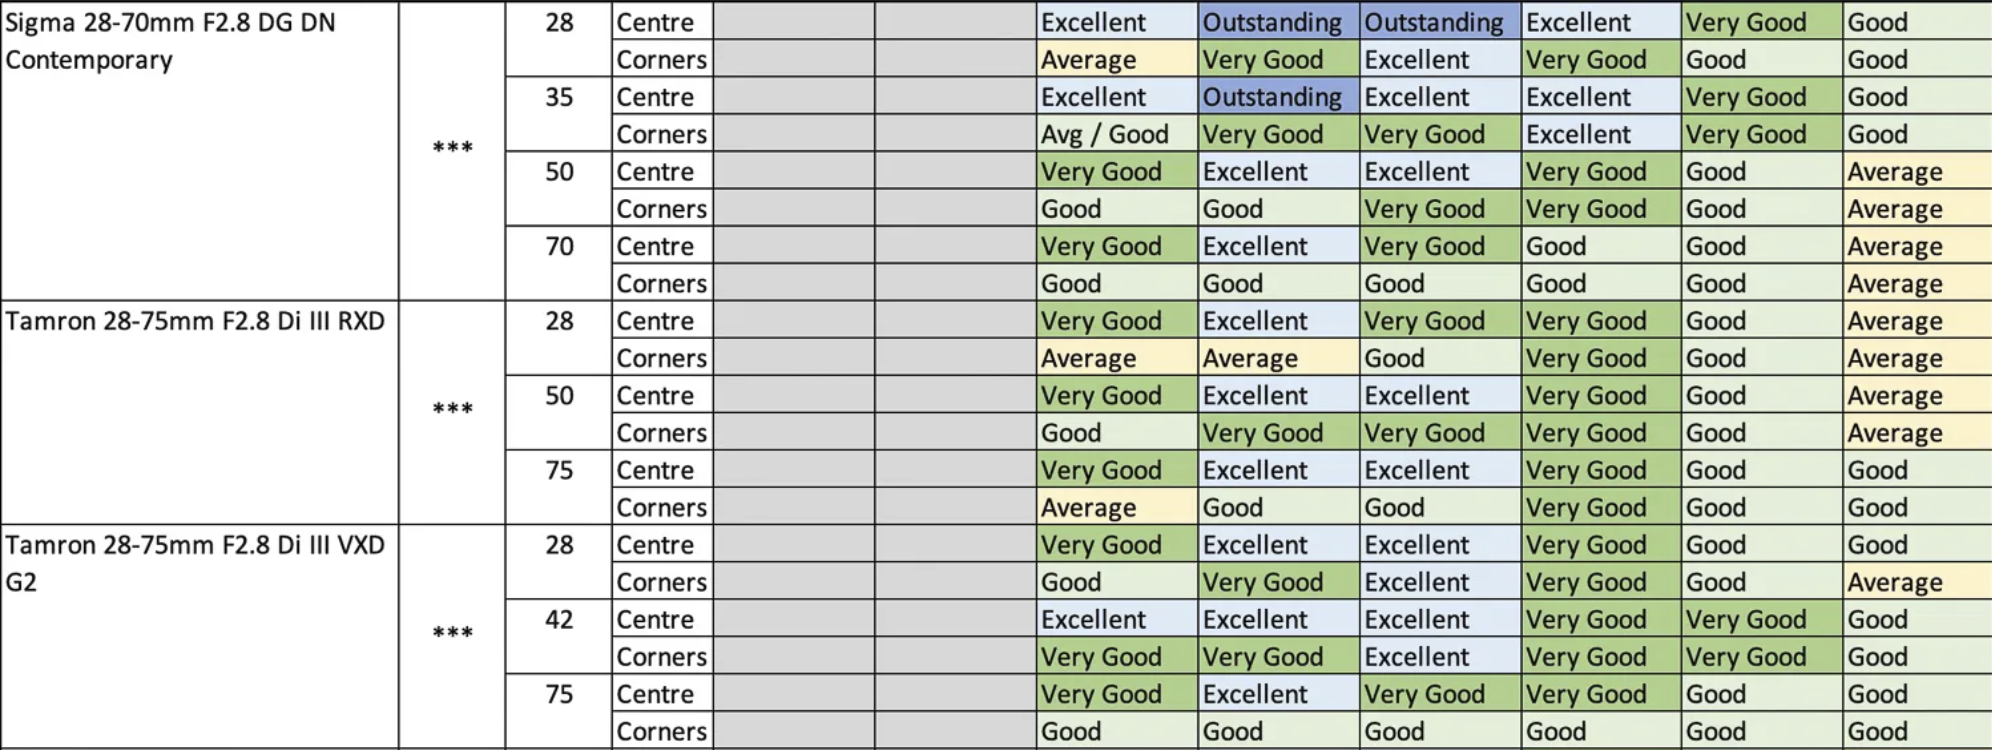 Sigma 28-70mm F2.8 DG DN Contemporary *** 28 Centre Excellent Outstanding Outstanding Excellent Very Good Good
Corners Average Very Good Excellent Very Good Good Good
35 Centre Excellent Outstanding Excellent Excellent Very Good Good
Corners Avg / Good Very Good Very Good Excellent Very Good Good
50 Centre Very Good Excellent Excellent Very Good Good Average
Corners Good Good Very Good Very Good Good Average
70 Centre Very Good Excellent Very Good Good Good Average
Corners Good Good Good Good Good Average
Tamron 28-75mm F2.8 Di III RXD *** 28 Centre Very Good Excellent Very Good Very Good Good Average
Corners Average Average Good Very Good Good Average
50 Centre Very Good Excellent Excellent Very Good Good Average
Corners Good Very Good Very Good Very Good Good Average
75 Centre Very Good Excellent Excellent Very Good Good Good
Corners Average Good Good Very Good Good Good
Tamron 28-75mm F2.8 Di III VXD G2 *** 28 Centre Very Good Excellent Excellent Very Good Good Good
Corners Good Very Good Excellent Very Good Good Average
42 Centre Excellent Excellent Excellent Very Good Very Good Good
Corners Very Good Very Good Excellent Very Good Very Good Good
75 Centre Very Good Excellent Very Good Very Good Good Good
Corners Good Good Good Good Good Good